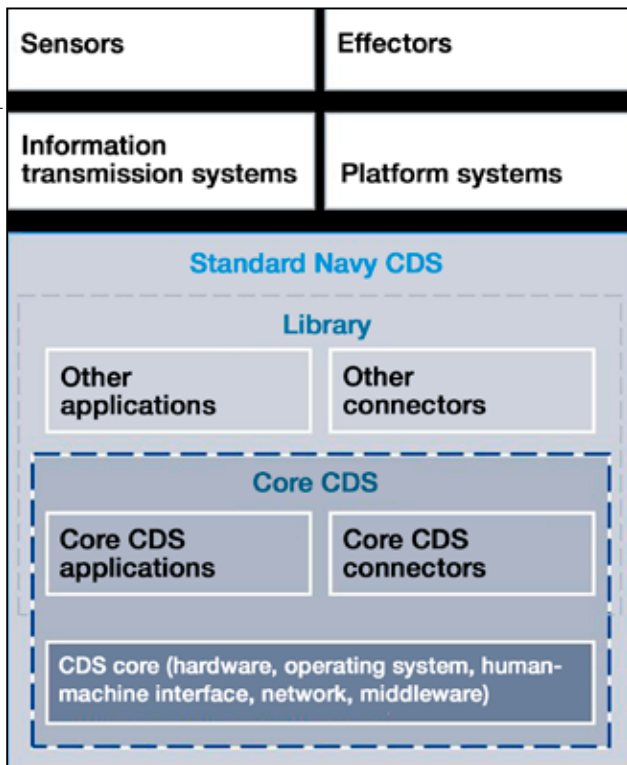 Sensors
Effectors
Information
transmission systems
Platform systems
Standard Navy CDS
Library
Other
applications
Other
connectors
Core CDS
Core CDS
applications
Core CDS
connectors
CDS core (hardware, operating system, human-
machine interface, network, middleware)